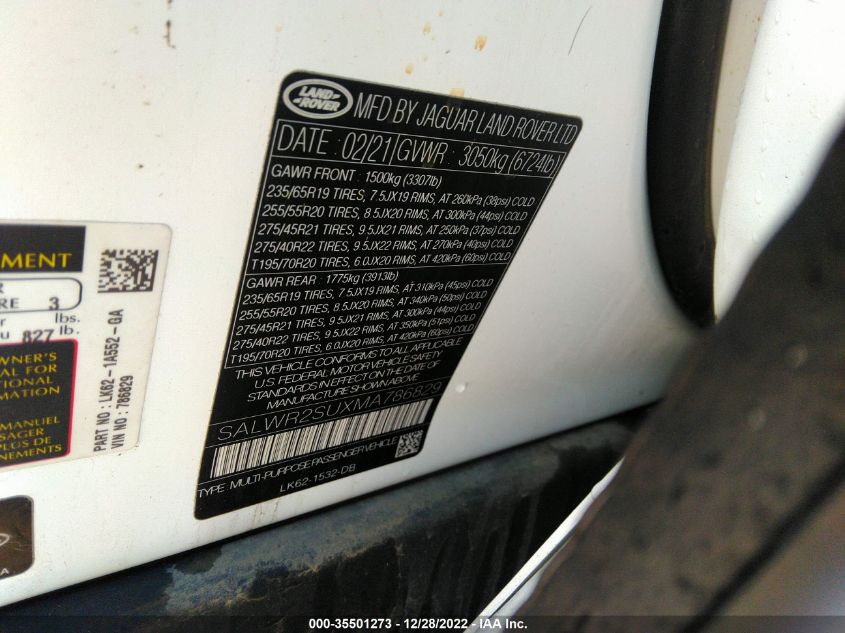 LAND
ROVER
MFD BY JAGUAR LAND ROVER LTD
DATE : 02/21 GVWR : 3050kg (6724lb)
GAWR FRONT : 1500kg (3307lb)
235/65R19 TIRES, 7.5JX19 RIMS, AT 260kPa (38psi) COLD
255/55R20 TIRES, 8.5JX20 RIMS, AT 300kPa (44psi) COLD
275/45R21 TIRES, 9.5JX21 RIMS, AT 250kPa (37psi) COLD
275/40R22 TIRES, 9.5JX22 RIMS, AT 270kPa (40psi) COLD
T195/70R20 TIRES, 6.0JX20 RIMS, AT 420kPa (60psi) COLD
GAWR REAR : 1775kg (3913lb)
235/65R19 TIRES, 7.5JX19 RIMS, AT 310kPa (45psi) COLD
255/55R20 TIRES, 8.5JX20 RIMS, AT 340kPa (50psi) COLD
275/45R21 TIRES, 9.5JX21 RIMS, AT 300kPa (44psi) COLD
275/40R22 TIRES, 9.5JX22 RIMS, AT 350kPa (51psi) COLD
T195/70R20 TIRES, 6.0JX20 RIMS, AT 420kPa (60psi) COLD
THIS VEHICLE CONFORMS TO ALL APPLICABLE
U.S. FEDERAL MOTOR VEHICLE SAFETY
STANDARDS IN EFFECT ON THE DATE OF
MANUFACTURE SHOWN ABOVE
SALWR2SUXMA786829
TYPE: MULTI-PURPOSE PASSENGER VEHICLE
LK62-1532-DB
EMENT
R
RE 3
r lbs.
u 827 lb.
OWNER'S
AL FOR
TIONAL
RMATION
MANUEL
SAGER
PLUS DE
TIONS
PART NO : LK62-1A552-GA
VIN NO : 786829
A
000-35501273 - 12/28/2022 - IAA Inc.